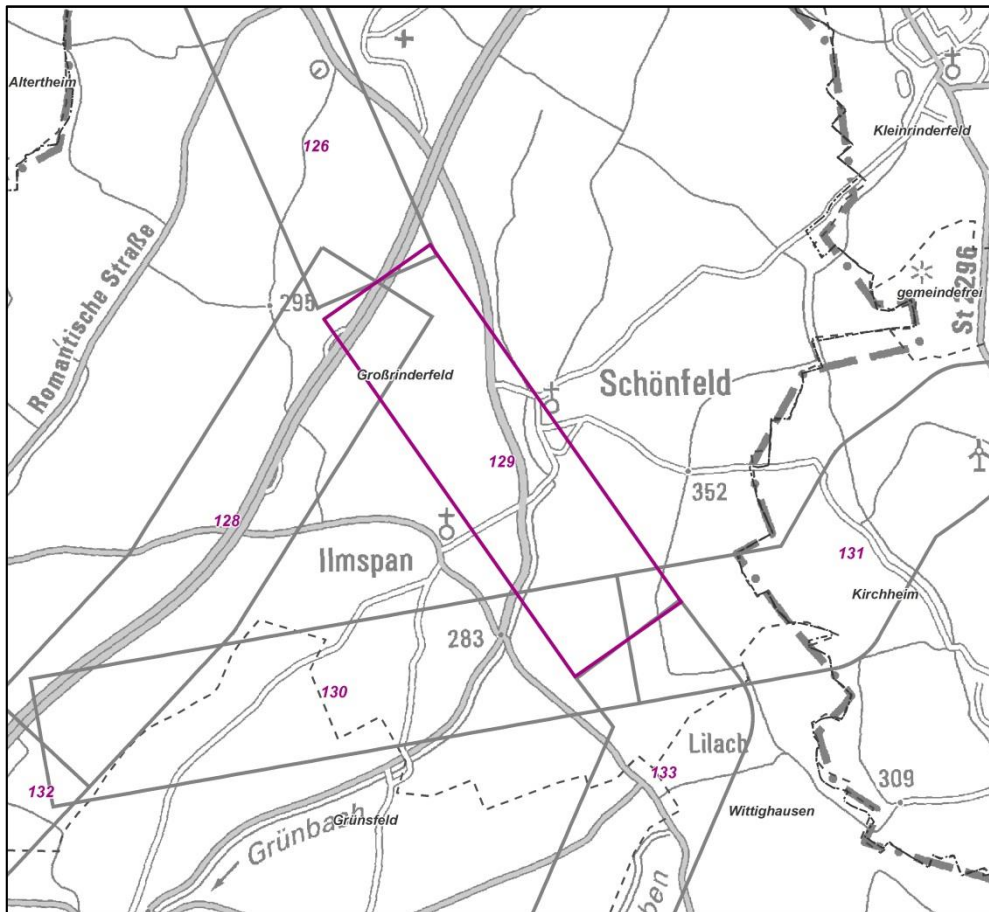 Altertheim
126
Kleinrinderfeld
Romantische Straße
295
gemeindefrei
St 2296
Großrinderfeld
Schönfeld
129
352
128
Ilmspan
131
Kirchheim
283
130
Lilach
132
133
309
Wittighausen
Grünbach
Grünsfeld
ben